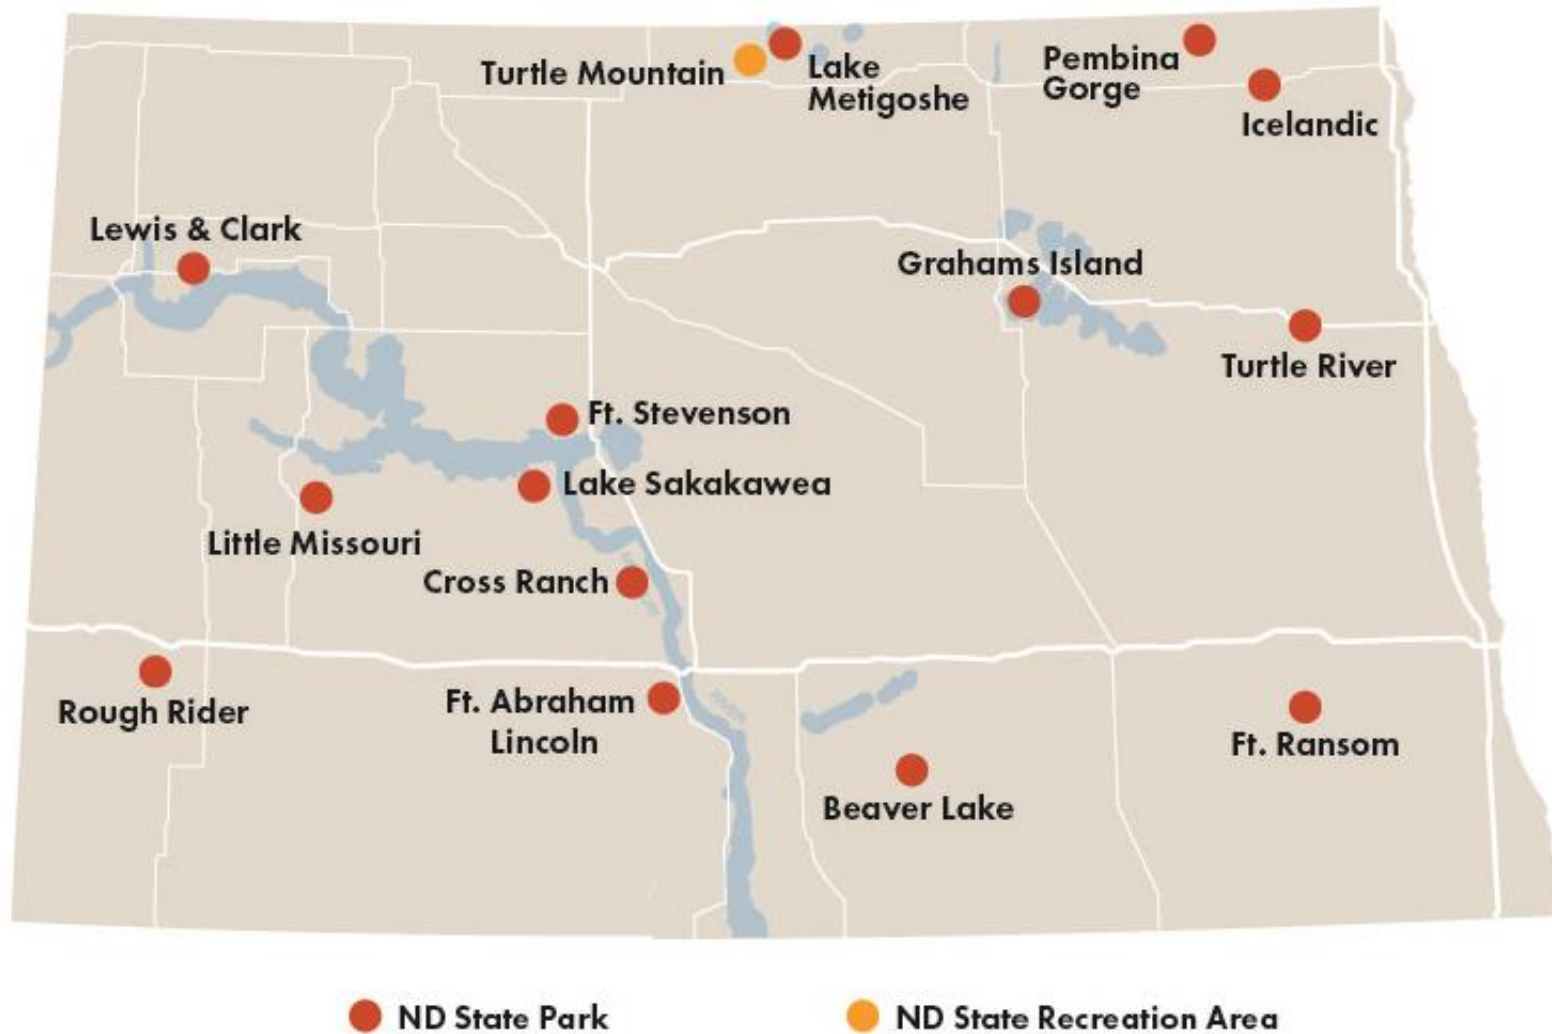 Turtle Mountain
Lake
Metigoshe
Pembina
Gorge
Icelandic
Lewis & Clark
Grahams Island
Turtle River
Ft. Stevenson
Lake Sakakawea
Little Missouri
Cross Ranch
Rough Rider
Ft. Abraham
Lincoln
Ft. Ransom
Beaver Lake
ND State Park
ND State Recreation Area